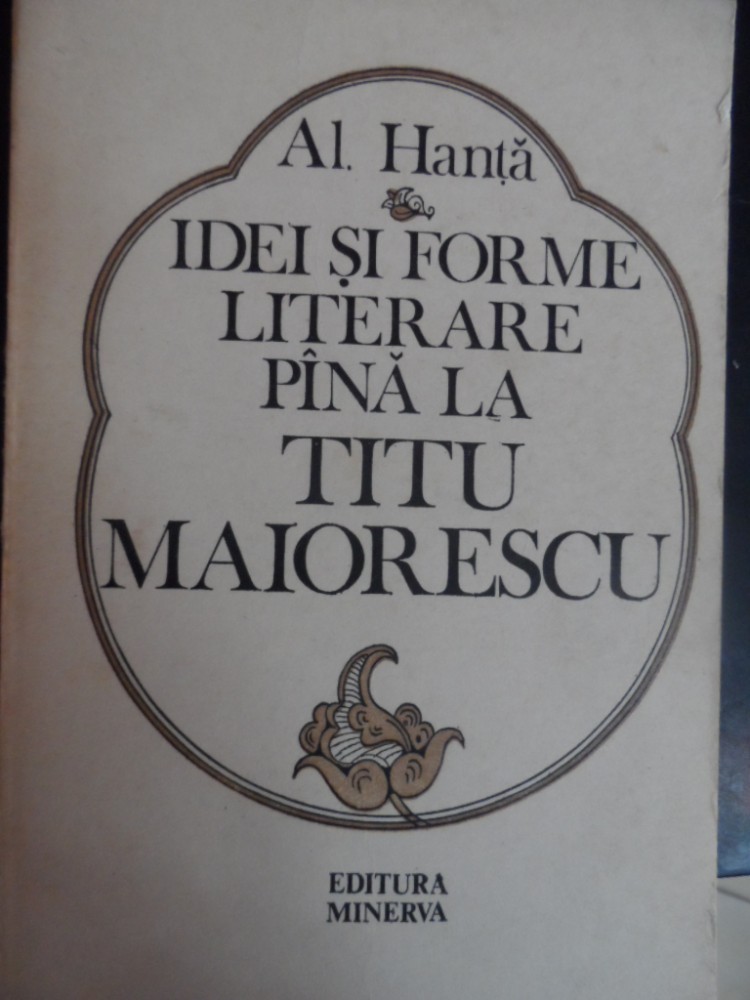 Al. Hanță
IDEI ȘI FORME
LITERARE
PÎNĂ LA
TITU
MAIORESCU
EDITURA
MINERVA